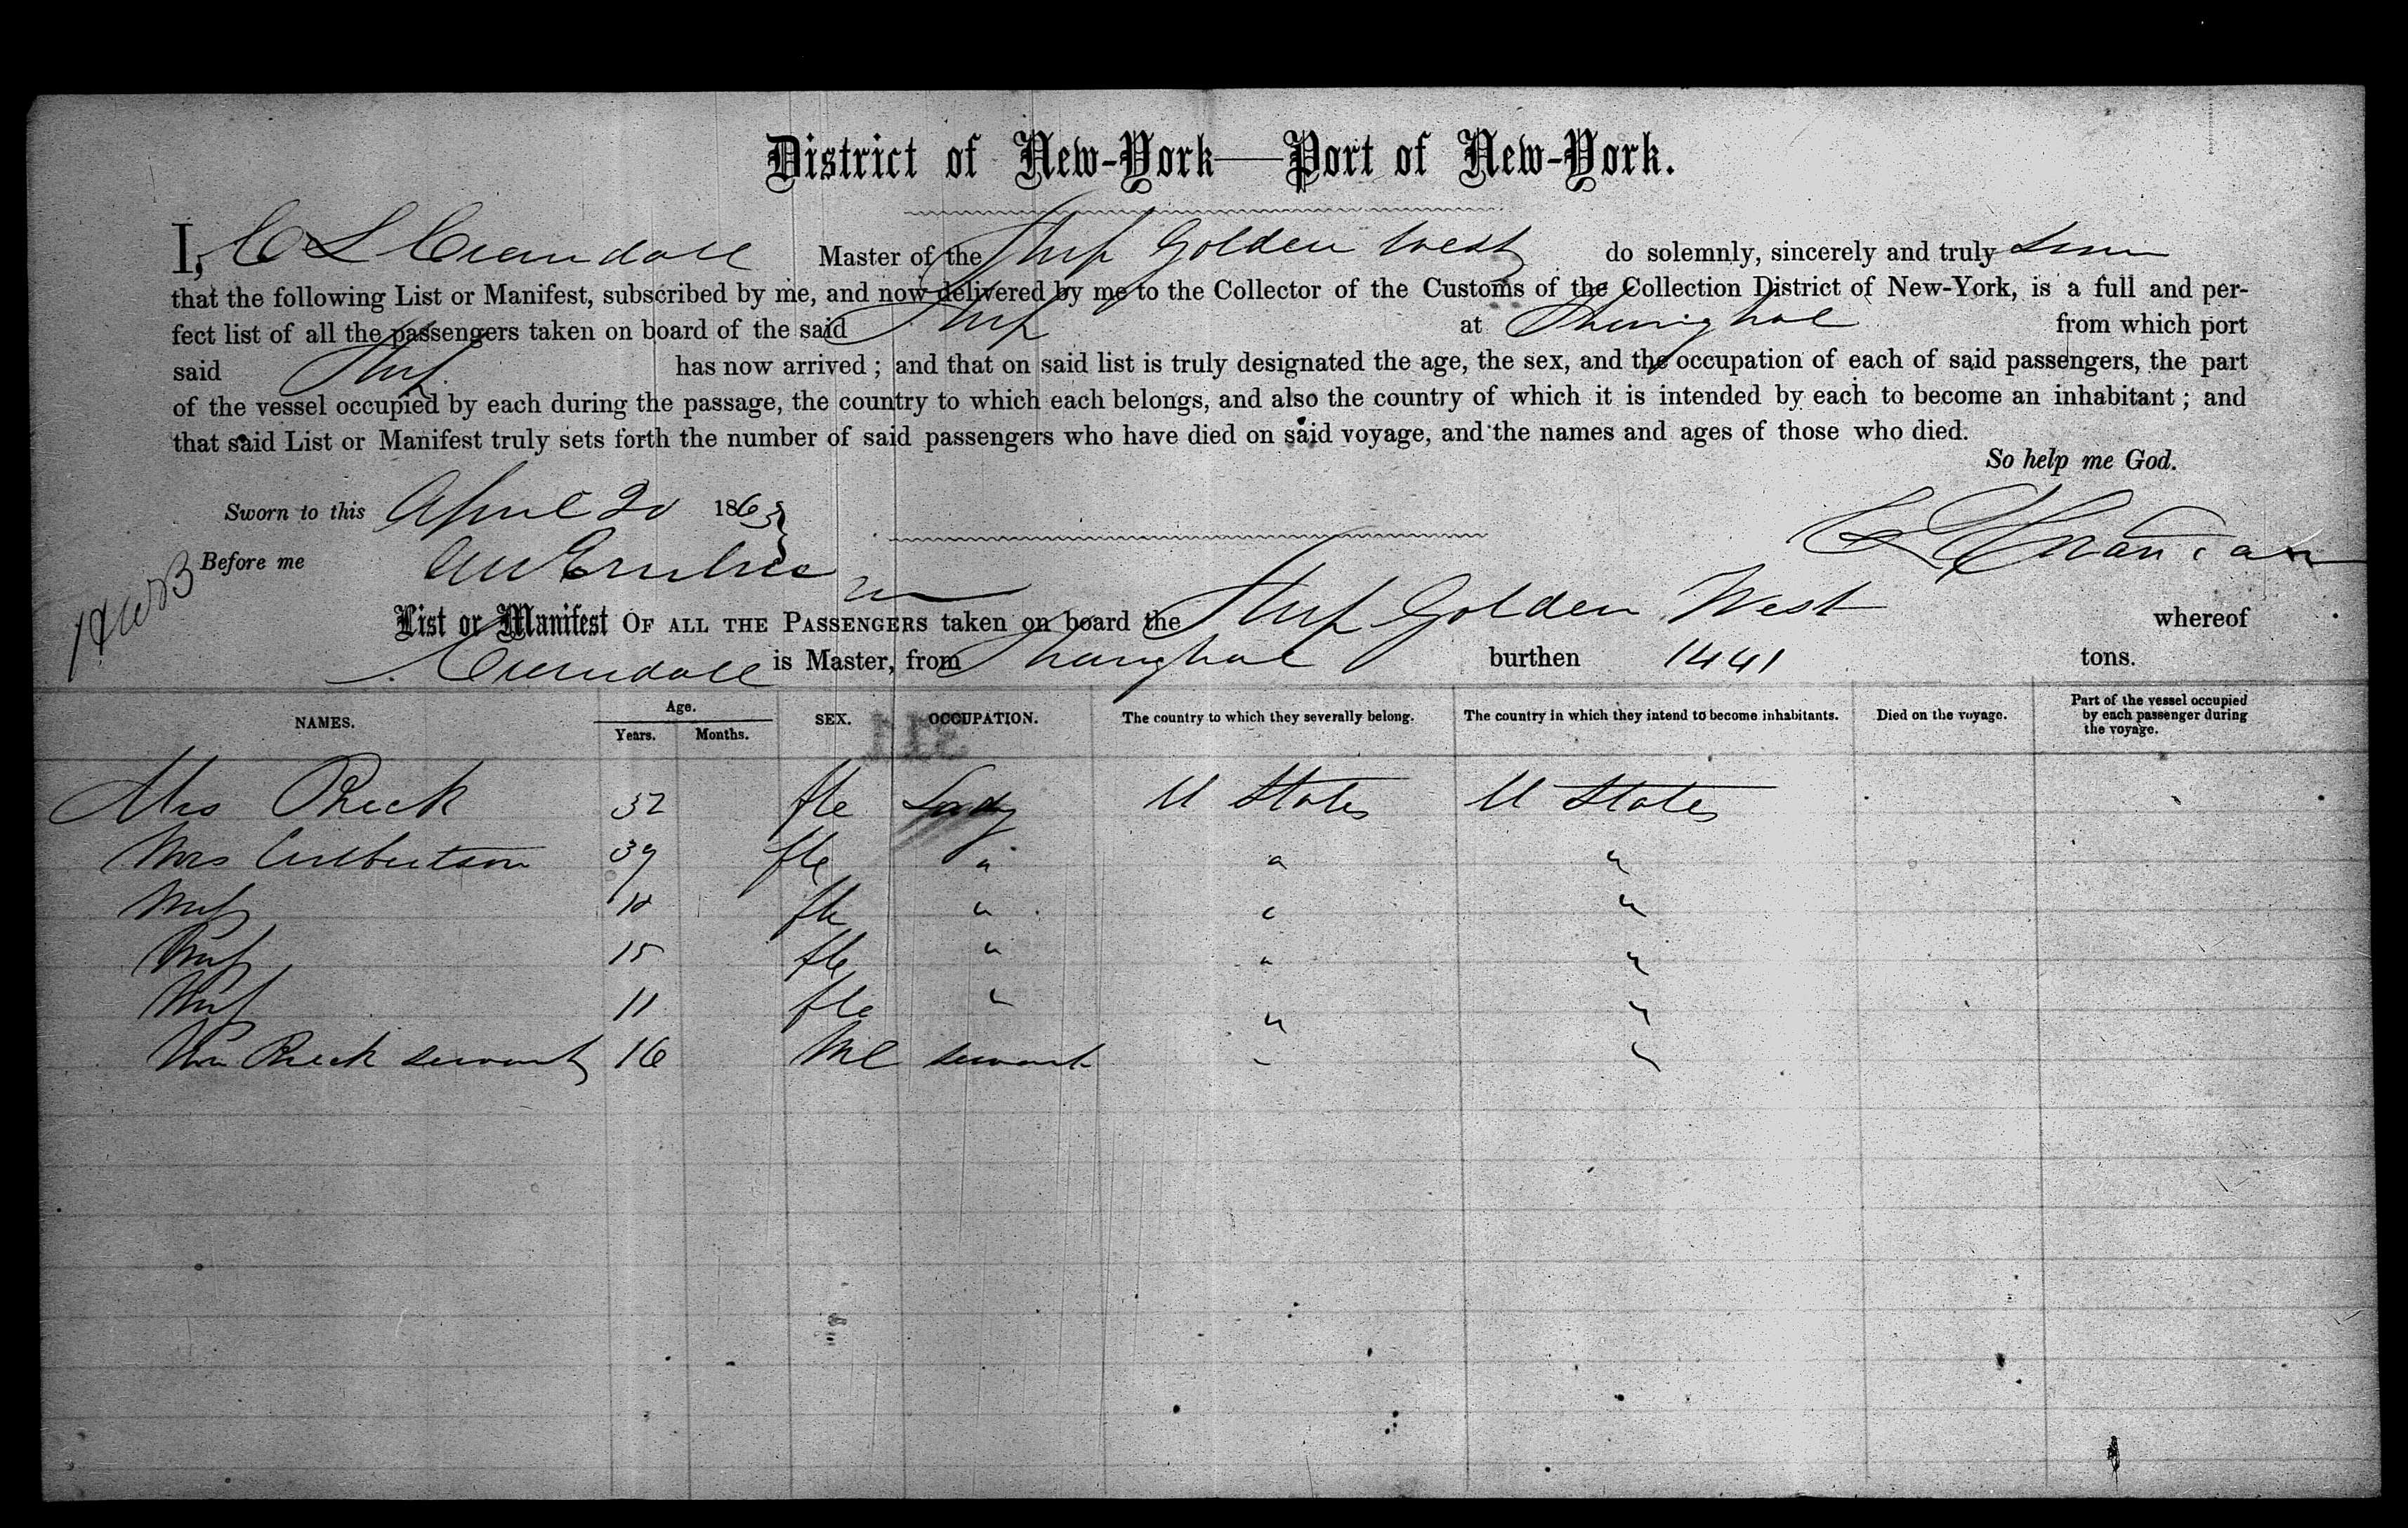 District of New-York—Port of New-York.
I, C L Crandall Master of the Ship Golden West do solemnly, sincerely and truly swear
that the following List or Manifest, subscribed by me, and now delivered by me to the Collector of the Customs of the Collection District of New-York, is a full and per-
fect list of all the passengers taken on board of the said Ship at Shanghae from which port
said Ship has now arrived; and that on said list is truly designated the age, the sex, and the occupation of each of said passengers, the part
of the vessel occupied by each during the passage, the country to which each belongs, and also the country of which it is intended by each to become an inhabitant; and
that said List or Manifest truly sets forth the number of said passengers who have died on said voyage, and the names and ages of those who died.
So help me God.
Sworn to this April 20 1863
Before me
List or Manifest OF ALL THE PASSENGERS taken on board the Ship Golden West whereof
Crandall is Master, from Shanghae burthen 1441 tons.
NAMES. Age. Years. Months. SEX. OCCUPATION. The country to which they severally belong. The country in which they intend to become inhabitants. Died on the voyage. Part of the vessel occupied by each passenger during the voyage.
Mrs 32 fle Lady U States U States
Mrs Culbertson 39 fle " " "
Miss 10 fle " " "
Miss 15 fle " " "
Miss 11 fle " " "
servant 16 Ml servant " "